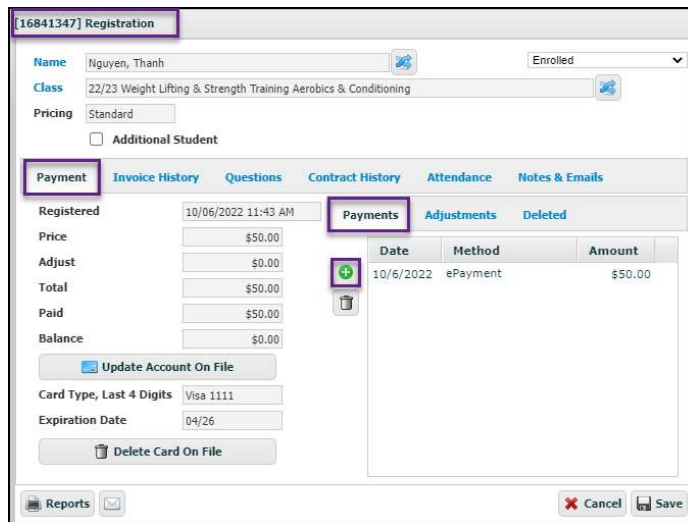 [16841347] Registration
Name Nguyen, Thanh Enrolled
Class 22/23 Weight Lifting & Strength Training Aerobics & Conditioning
Pricing Standard
Additional Student
Payment Invoice History Questions Contract History Attendance Notes & Emails
Registered 10/06/2022 11:43 AM
Price $50.00
Adjust $0.00
Total $50.00
Paid $50.00
Balance $0.00
Update Account On File
Card Type, Last 4 Digits Visa 1111
Expiration Date 04/26
Delete Card On File
Payments Adjustments Deleted
Date Method Amount
10/6/2022 ePayment $50.00
Reports Cancel Save